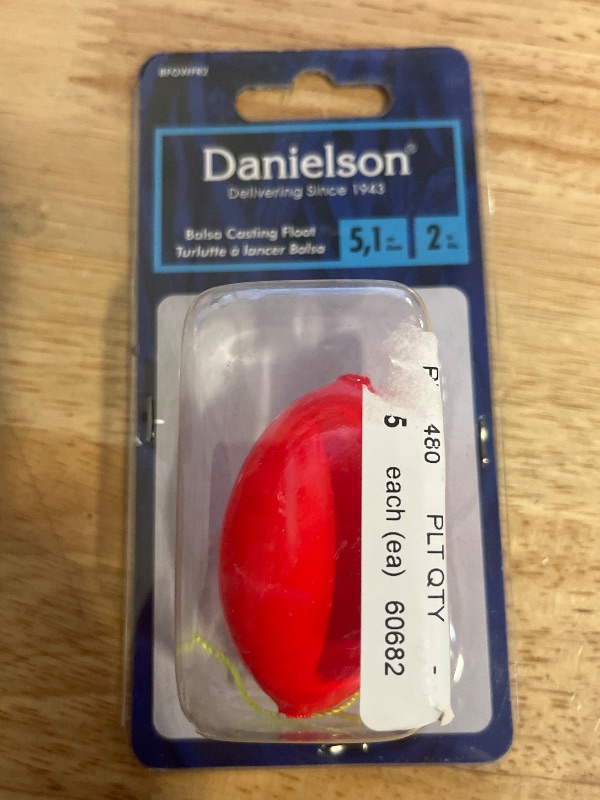 BFOWFR2
Danielson®
Delivering Since 1943
Balsa Casting Float
Turlutte à lancer Balsa
5,1
2
480 PLT QTY -
5 each (ea) 60682